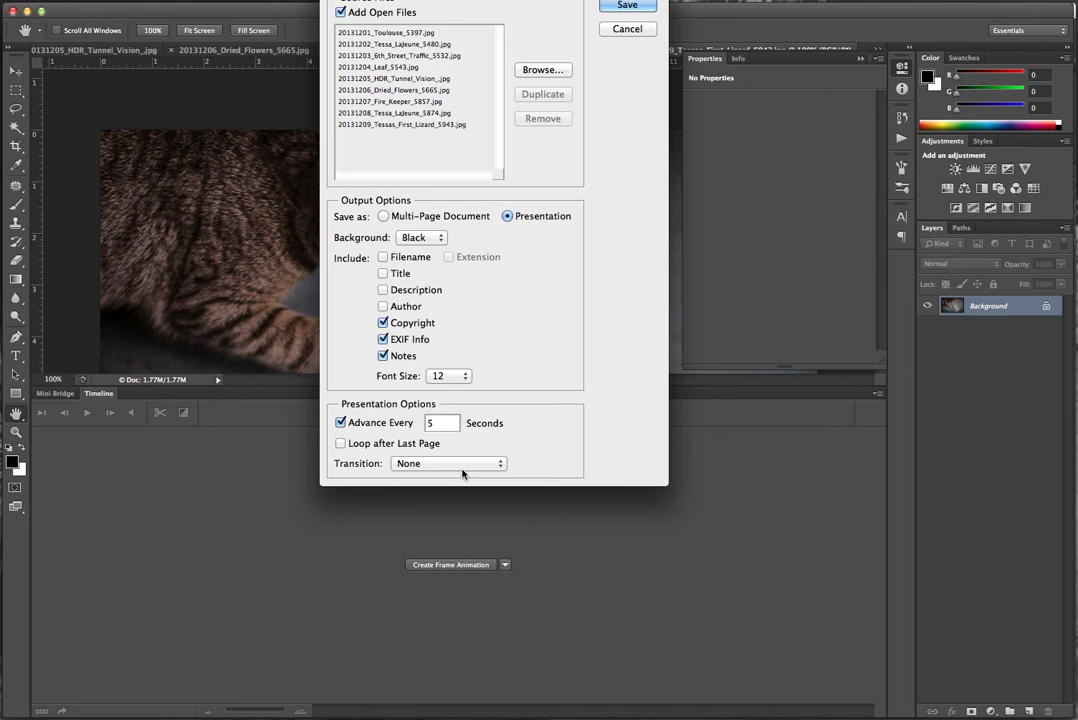 Add Open Files
Save
Scroll All Windows
100%
Fit Screen
Fill Screen
Essentials
20131201_Toulouse_5397.jpg
20131202_Tessa_LaJeune_5480.jpg
20131203_6th_Street_Traffic_5532.jpg
20131204_Leaf_5543.jpg
20131205_HDR_Tunnel_Vision_.jpg
20131206_Dried_Flowers_5665.jpg
20131207_Fire_Keeper_5857.jpg
20131208_Tessa_LaJeune_5874.jpg
20131209_Tessas_First_Lizard_5943.jpg
Cancel
Browse...
Duplicate
Remove
0131205_HDR_Tunnel_Vision_.jpg
× 20131206_Dried_Flowers_5665.jpg
Properties
Info
No Properties
Color
Swatches
R 0
G 0
B 0
Adjustments
Styles
Add an adjustment
Layers
Paths
Kind
Normal
Opacity: 100%
Lock:
Fill: 100%
Background
Output Options
Save as:
Multi-Page Document
Presentation
Background:
Black
Include:
Filename
Extension
Title
Description
Author
Copyright
EXIF Info
Notes
Font Size:
12
Presentation Options
Advance Every
5
Seconds
Loop after Last Page
Transition:
None
100%
Doc: 1.77M/1.77M
Mini Bridge
Timeline
Create Frame Animation